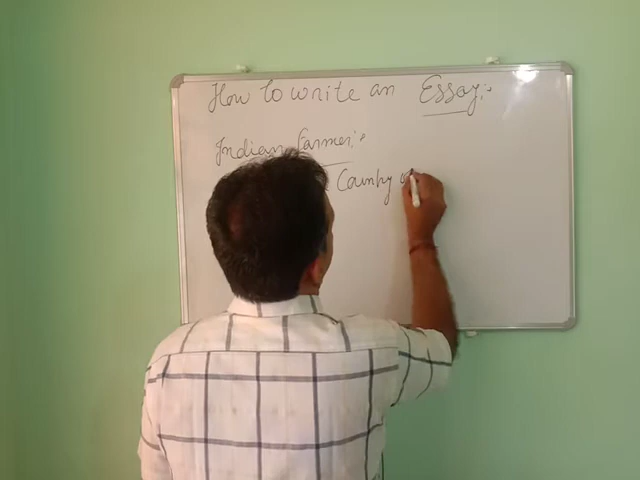 How to write an Essay:-
Indian Farmer:-
Country o